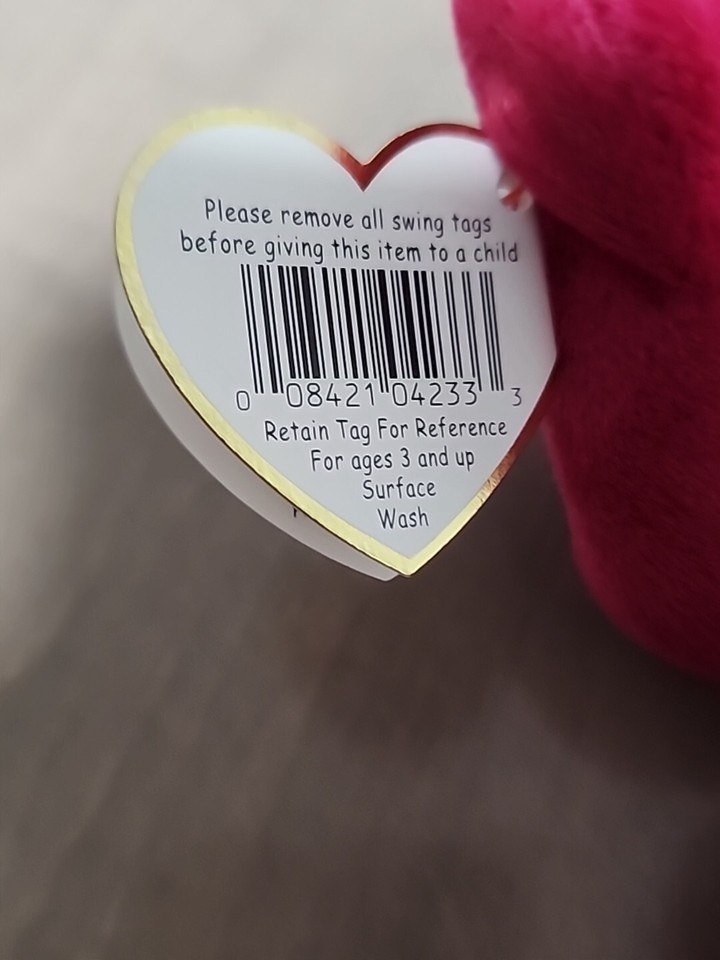 Please remove all swing tags
before giving this item to a child
0 08421 04233 3
Retain Tag For Reference
For ages 3 and up
Surface
Wash